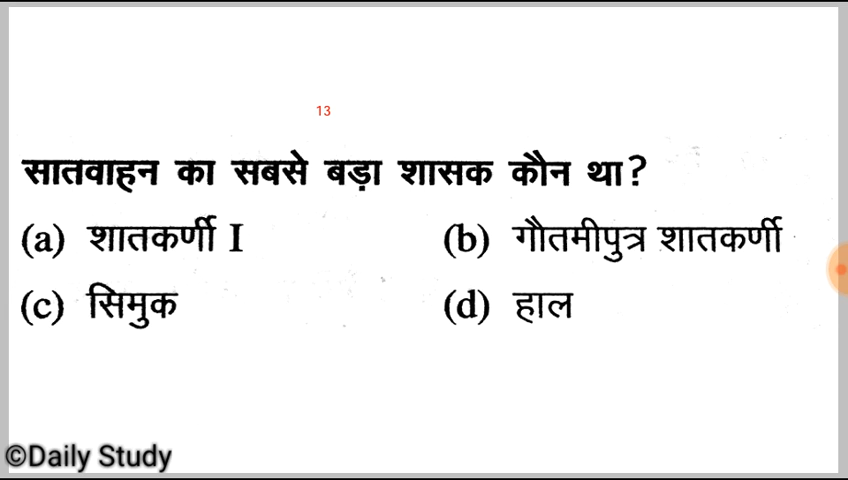 13
सातवाहन का सबसे बड़ा शासक कौन था?
(a) शातकर्णी I (b) गौतमीपुत्र शातकर्णी
(c) सिमुक (d) हाल
©Daily Study